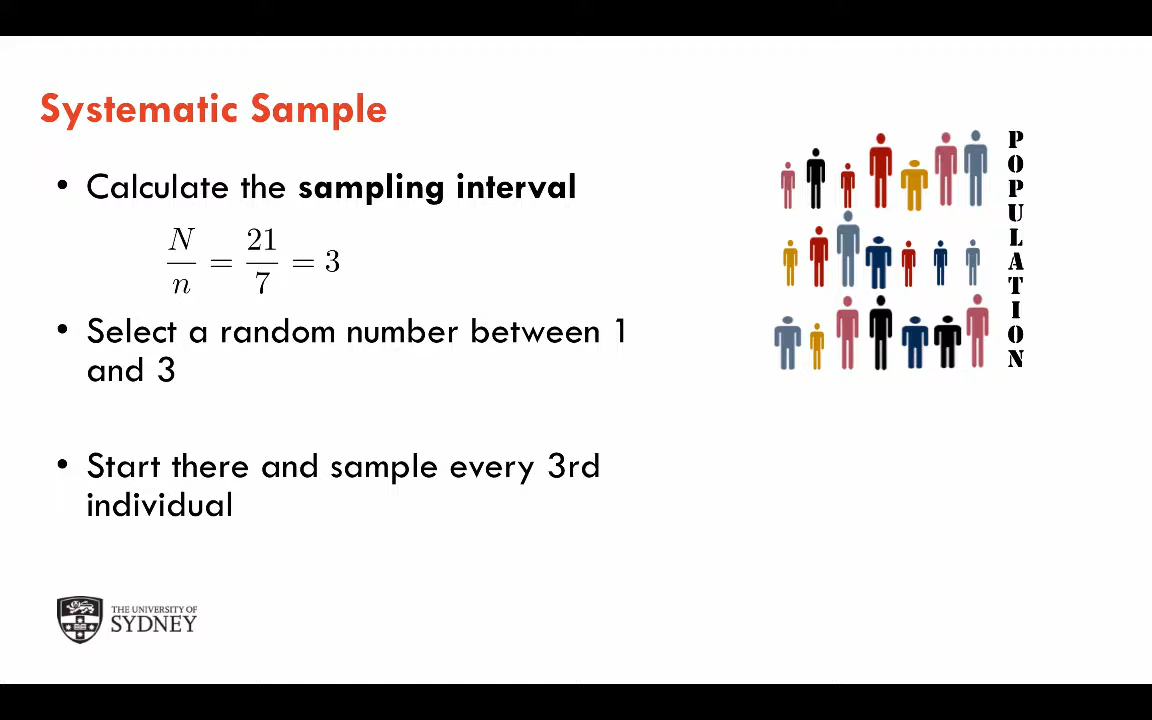 Systematic Sample
• Calculate the sampling interval
N/n = 21/7 = 3
• Select a random number between 1
and 3
• Start there and sample every 3rd
individual
POPULATION
THE UNIVERSITY OF
SYDNEY